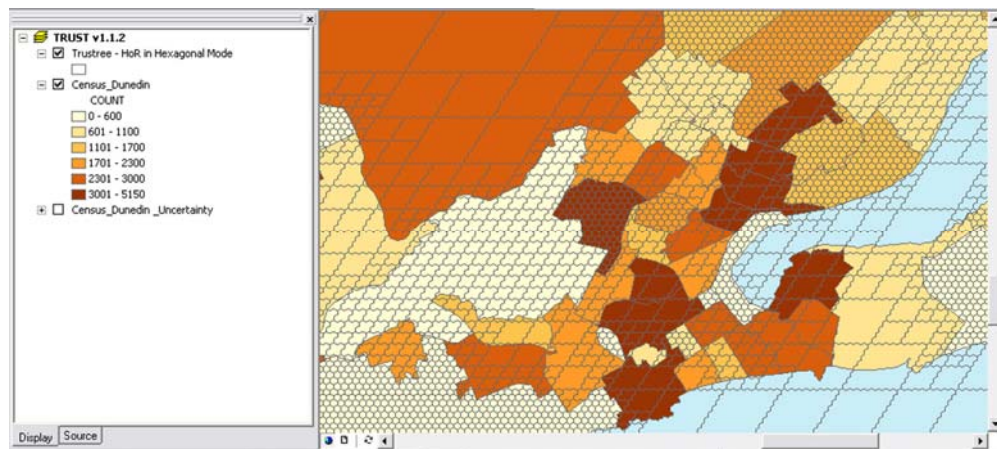 TRUST v1.1.2
Trustree - HoR in Hexagonal Mode
Census_Dunedin
COUNT
0 - 600
601 - 1100
1101 - 1700
1701 - 2300
2301 - 3000
3001 - 5150
Census_Dunedin _Uncertainty
Display Source